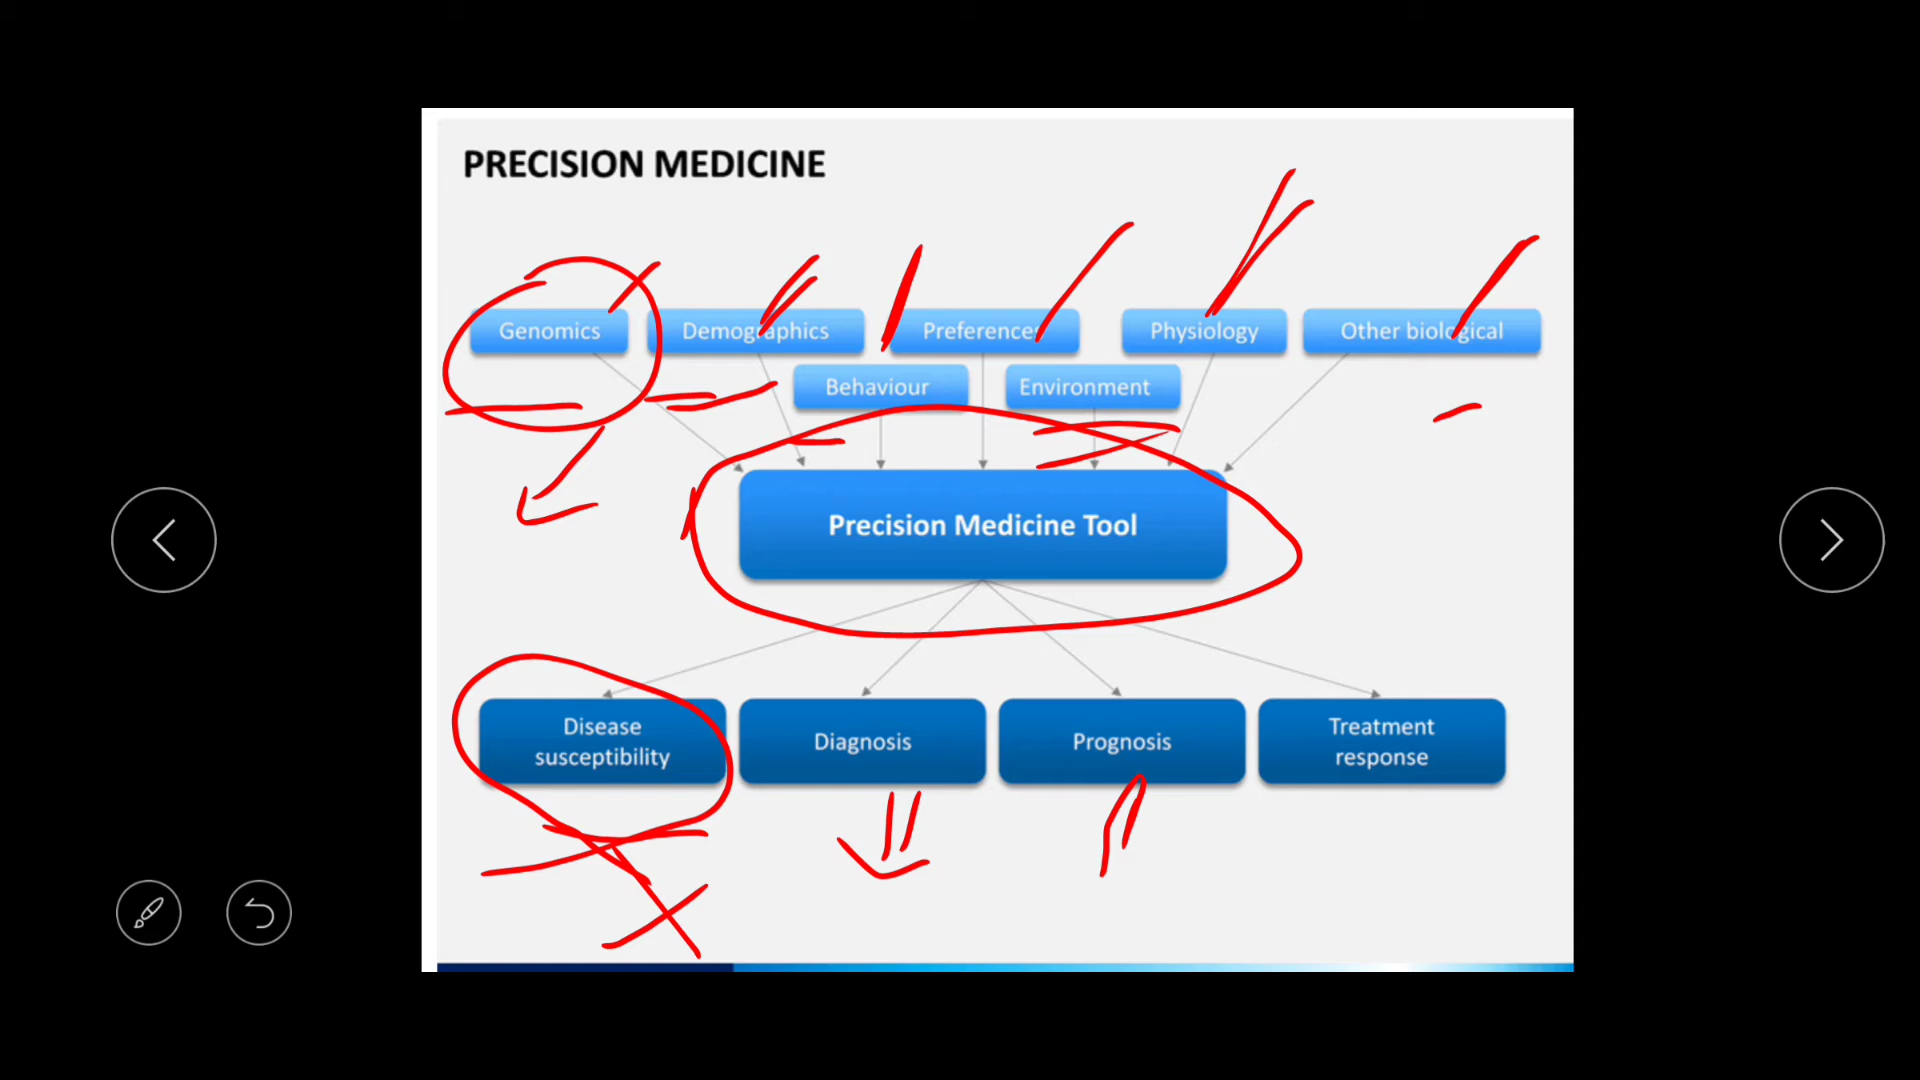 PRECISION MEDICINE
Genomics
Demographics
Preferences
Physiology
Other biological
Behaviour
Environment
Precision Medicine Tool
Disease
susceptibility
Diagnosis
Prognosis
Treatment
response